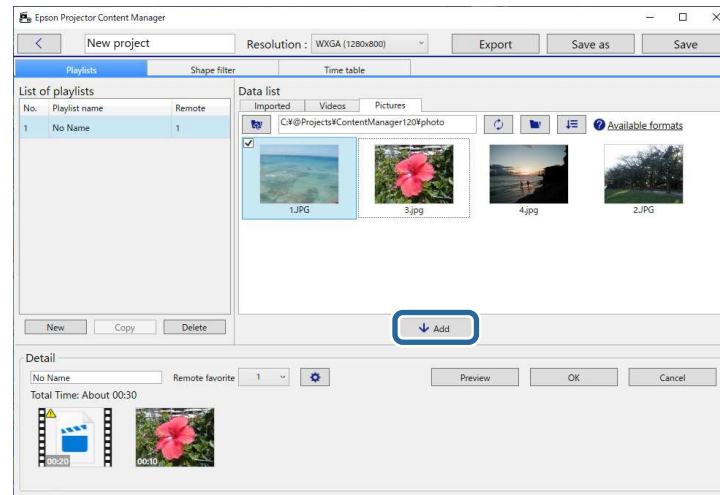 Epson Projector Content Manager
New project
Resolution : WXGA (1280x800)
Export
Save as
Save
Playlists
Shape filter
Time table
List of playlists
No. Playlist name Remote
1 No Name 1
New
Copy
Delete
Data list
Imported
Videos
Pictures
C:¥@Projects¥ContentManager120¥photo
Available formats
1.JPG
3.jpg
4.jpg
2.JPG
Add
Detail
No Name
Remote favorite 1
Preview
OK
Cancel
Total Time: About 00:30
00:20
00:10